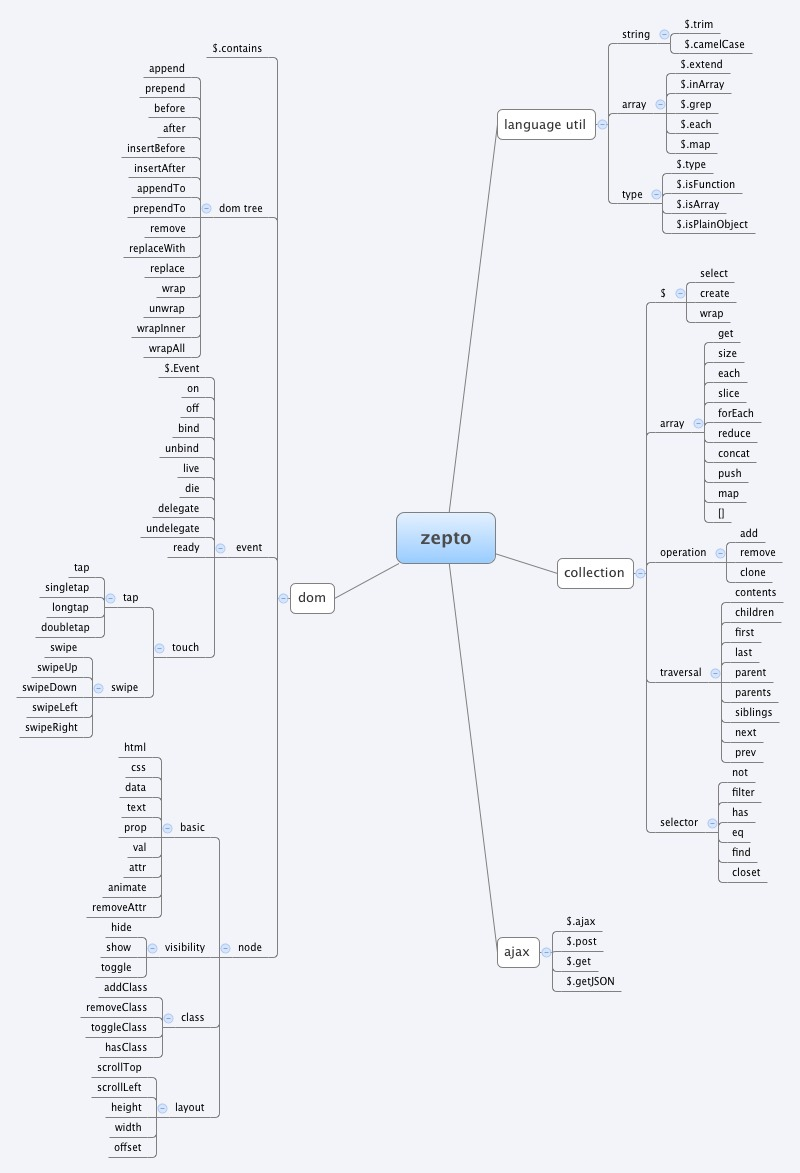 zepto
language util
string
$.trim
$.camelCase
array
$.extend
$.inArray
$.grep
$.each
$.map
type
$.type
$.isFunction
$.isArray
$.isPlainObject
collection
$
select
create
wrap
array
get
size
each
slice
forEach
reduce
concat
push
map
[]
operation
add
remove
clone
traversal
contents
children
first
last
parent
parents
siblings
next
prev
selector
not
filter
has
eq
find
closet
ajax
$.ajax
$.post
$.get
$.getJSON
dom
$.contains
dom tree
append
prepend
before
after
insertBefore
insertAfter
appendTo
prependTo
remove
replaceWith
replace
wrap
unwrap
wrapInner
wrapAll
event
$.Event
on
off
bind
unbind
live
die
delegate
undelegate
ready
touch
tap
tap
singletap
longtap
doubletap
swipe
swipe
swipeUp
swipeDown
swipeLeft
swipeRight
node
basic
html
css
data
text
prop
val
attr
animate
removeAttr
visibility
hide
show
toggle
class
addClass
removeClass
toggleClass
hasClass
layout
scrollTop
scrollLeft
height
width
offset